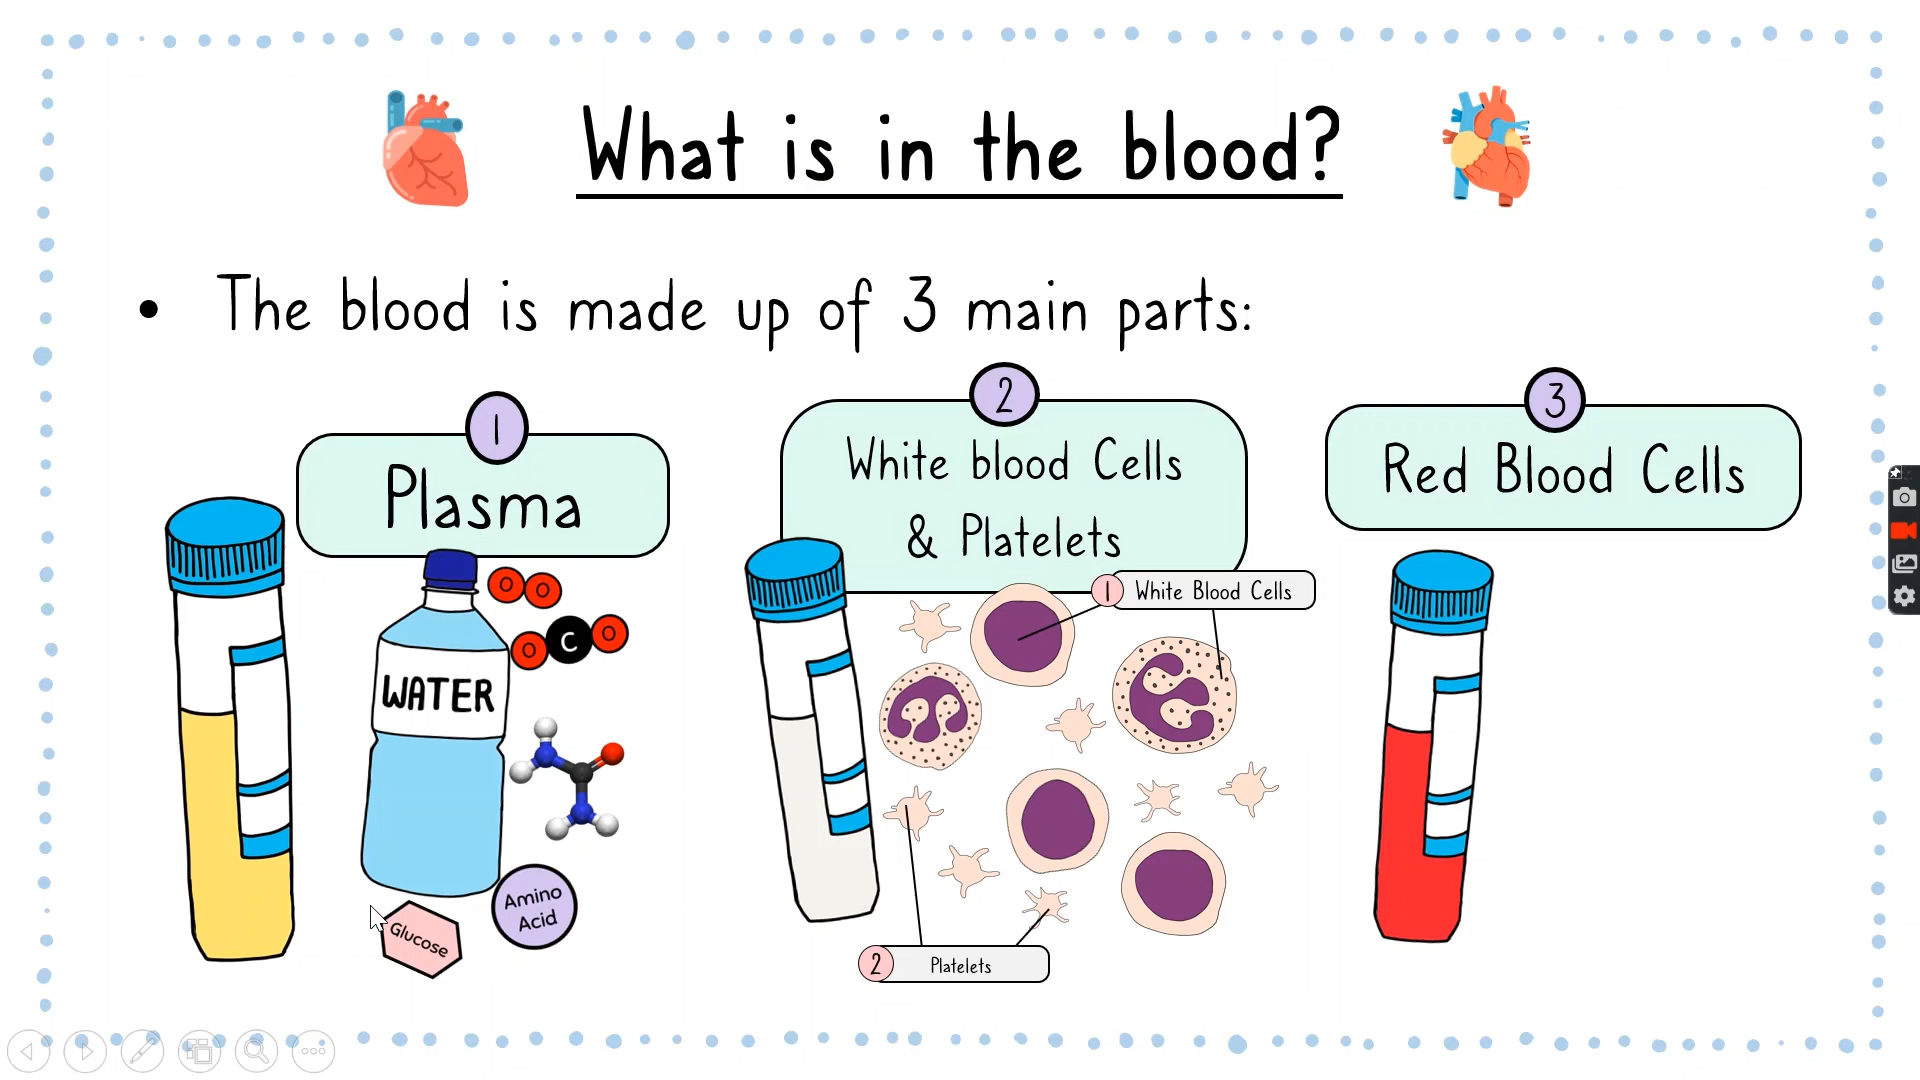 What is in the blood?
• The blood is made up of 3 main parts:
1
Plasma
2
White blood Cells
& Platelets
3
Red Blood Cells
WATER
O O
O C O
Amino
Acid
Glucose
1 White Blood Cells
2 Platelets